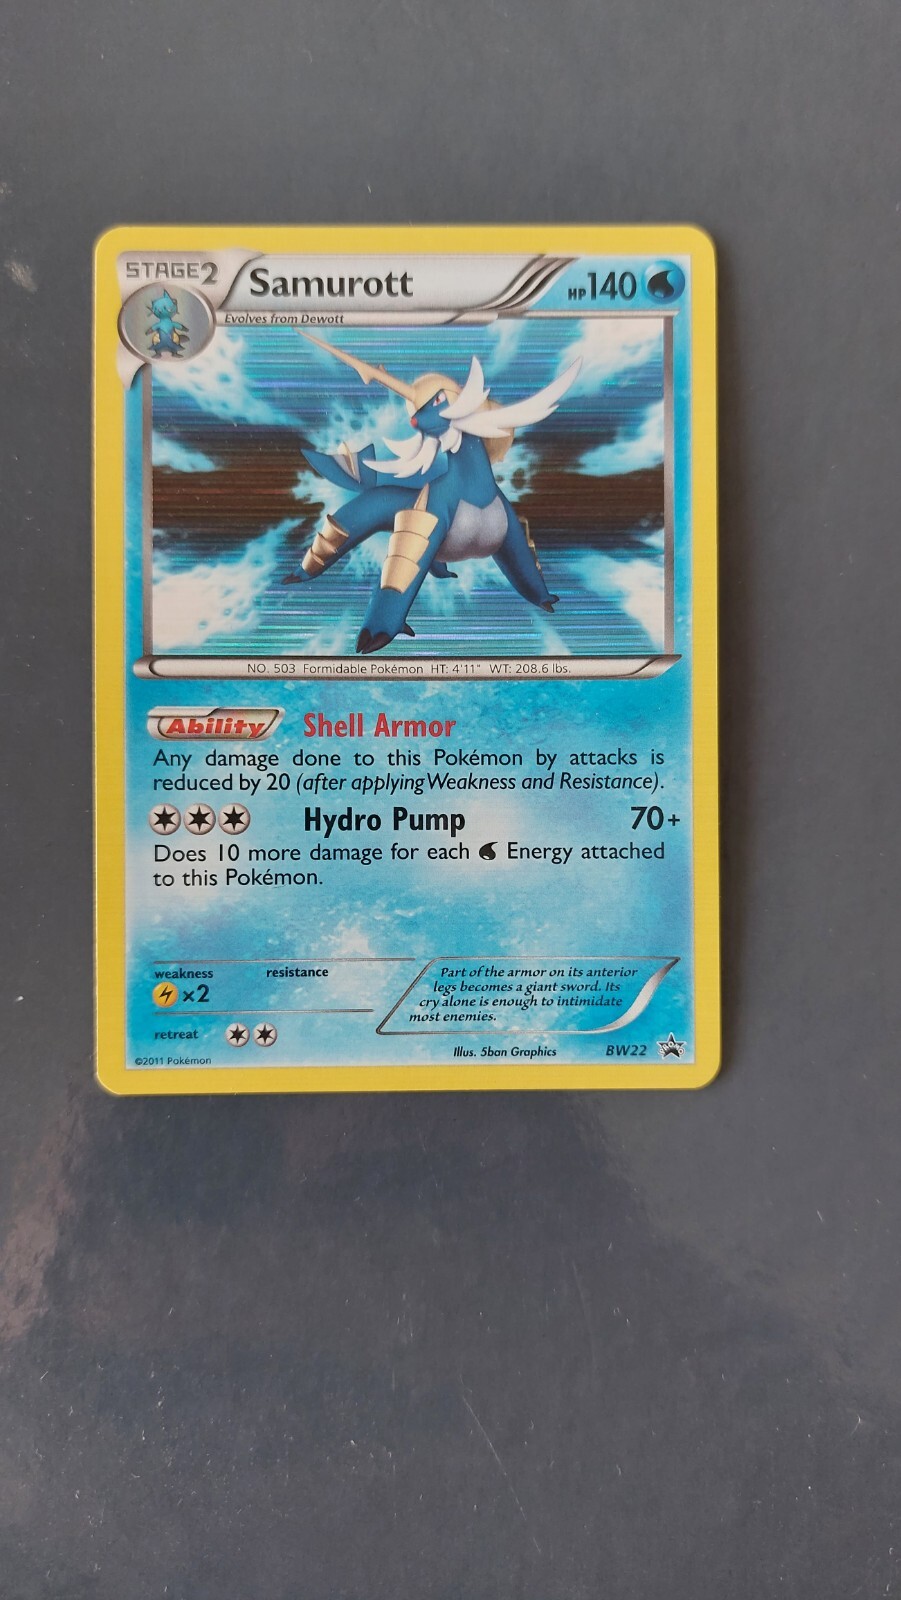 STAGE2
Samurott
HP140
Evolves from Dewott
NO. 503 Formidable Pokémon HT: 4'11" WT: 208.6 lbs.
Ability Shell Armor
Any damage done to this Pokémon by attacks is
reduced by 20 (after applying Weakness and Resistance).
Hydro Pump 70+
Does 10 more damage for each Energy attached
to this Pokémon.
weakness resistance
×2
retreat
Part of the armor on its anterior
legs becomes a giant sword. Its
cry alone is enough to intimidate
most enemies.
©2011 Pokémon
Illus. 5ban Graphics BW22